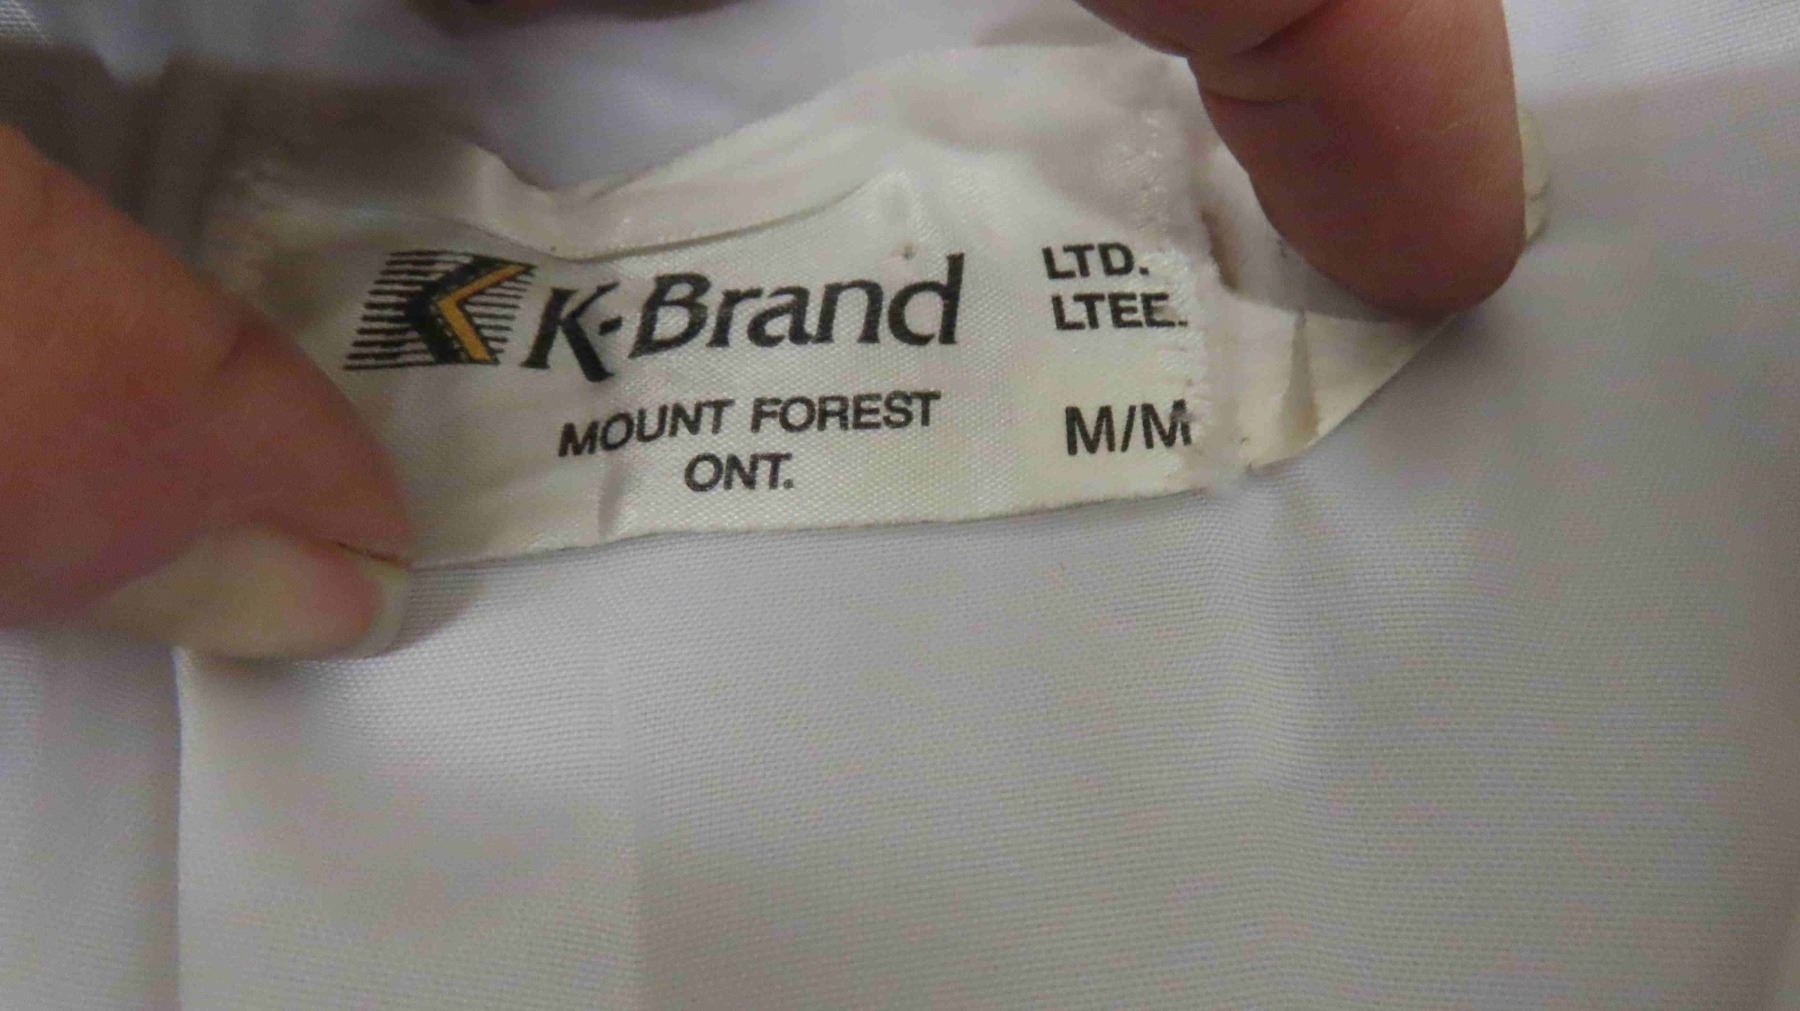 K-Brand
LTD.
LTEE.
MOUNT FOREST
ONT.
M/M